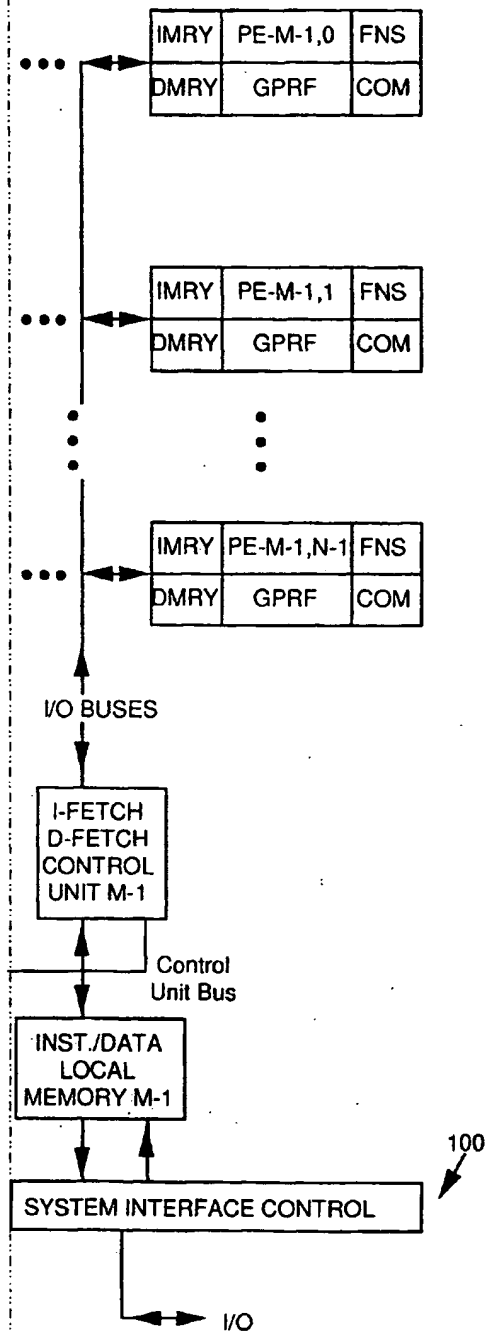 IMRY PE-M-1,0 FNS
DMRY GPRF COM
IMRY PE-M-1,1 FNS
DMRY GPRF COM
IMRY PE-M-1,N-1 FNS
DMRY GPRF COM
I/O BUSES
I-FETCH
D-FETCH
CONTROL
UNIT M-1
Control
Unit Bus
INST./DATA
LOCAL
MEMORY M-1
100
SYSTEM INTERFACE CONTROL
I/O